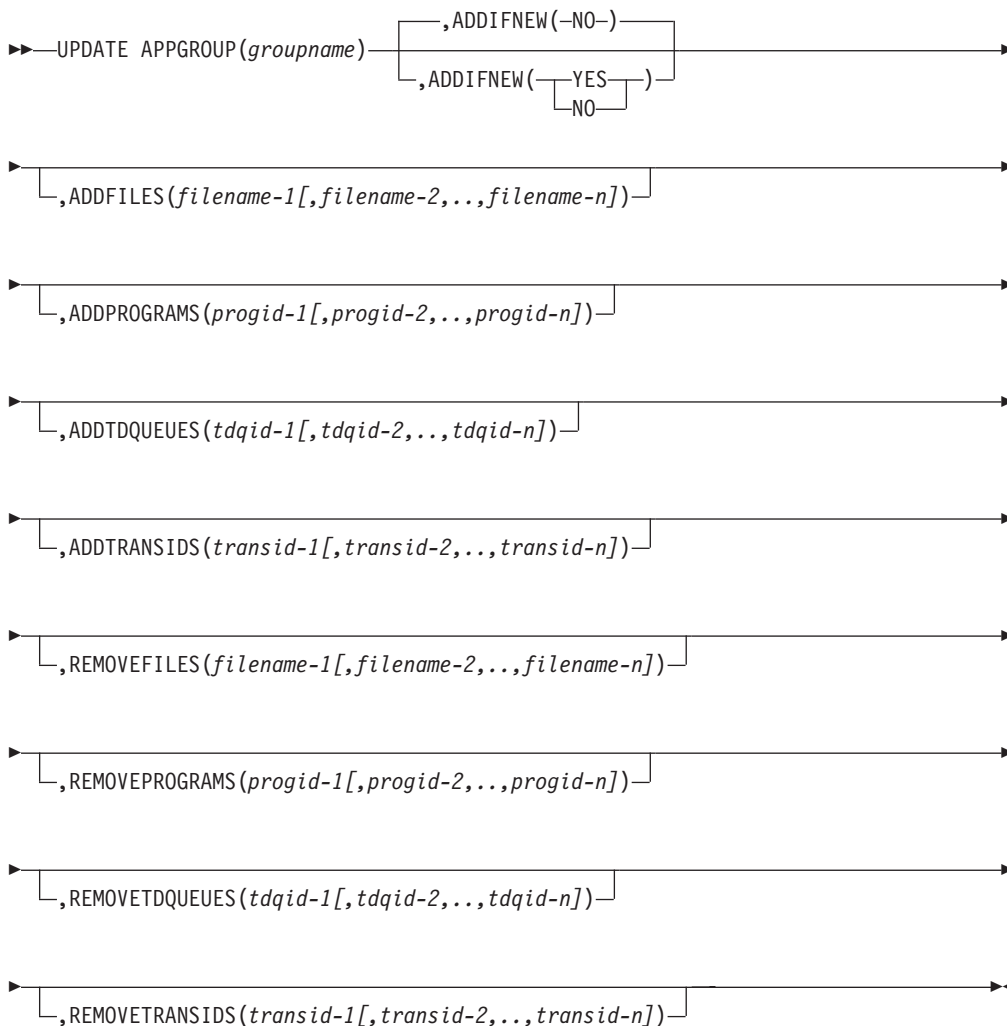 ,ADDIFNEW(NO)
UPDATE APPGROUP(groupname)
,ADDIFNEW(YES)
NO
,ADDFILES(filename-1[,filename-2,..,filename-n])
,ADDPROGRAMS(progid-1[,progid-2,..,progid-n])
,ADDTDQUEUES(tdqid-1[,tdqid-2,..,tdqid-n])
,ADDTRANSIDS(transid-1[,transid-2,..,transid-n])
,REMOVEFILES(filename-1[,filename-2,..,filename-n])
,REMOVEPROGRAMS(progid-1[,progid-2,..,progid-n])
,REMOVETDQUEUES(tdqid-1[,tdqid-2,..,tdqid-n])
,REMOVETRANSIDS(transid-1[,transid-2,..,transid-n])